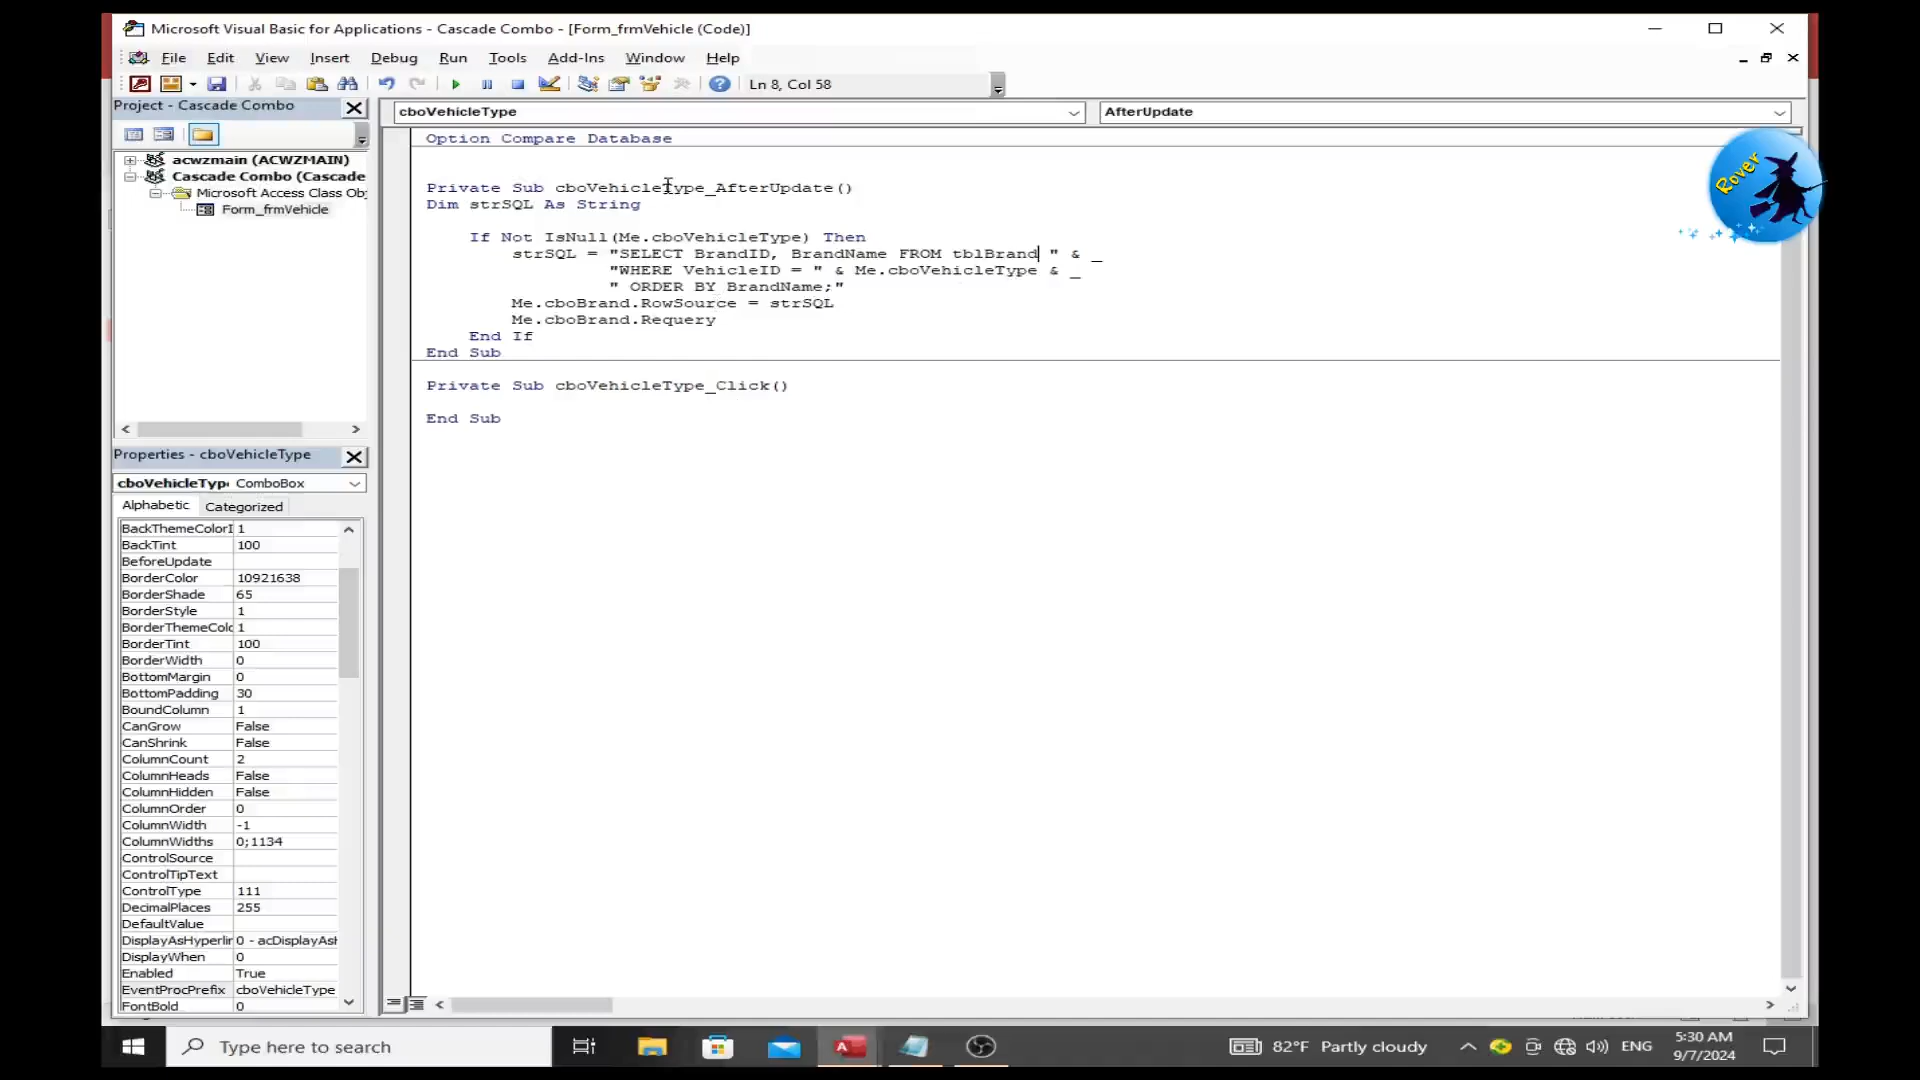 Microsoft Visual Basic for Applications - Cascade Combo - [Form_frmVehicle (Code)]
File Edit View Insert Debug Run Tools Add-Ins Window Help
Ln 8, Col 58
Project - Cascade Combo
cboVehicleType
AfterUpdate
acwzmain (ACWZMAIN)
Cascade Combo (Cascade
Microsoft Access Class Obj
Form_frmVehicle
Option Compare Database
Private Sub cboVehicleType_AfterUpdate()
Dim strSQL As String
If Not IsNull(Me.cboVehicleType) Then
strSQL = "SELECT BrandID, BrandName FROM tblBrand " & _
"WHERE VehicleID = " & Me.cboVehicleType & _
" ORDER BY BrandName;"
Me.cboBrand.RowSource = strSQL
Me.cboBrand.Requery
End If
End Sub
Private Sub cboVehicleType_Click()
End Sub
Rover
Properties - cboVehicleType
cboVehicleType ComboBox
Alphabetic Categorized
BackThemeColorI 1
BackTint 100
BeforeUpdate
BorderColor 10921638
BorderShade 65
BorderStyle 1
BorderThemeColo 1
BorderTint 100
BorderWidth 0
BottomMargin 0
BottomPadding 30
BoundColumn 1
CanGrow False
CanShrink False
ColumnCount 2
ColumnHeads False
ColumnHidden False
ColumnOrder 0
ColumnWidth -1
ColumnWidths 0;1134
ControlSource
ControlTipText
ControlType 111
DecimalPlaces 255
DefaultValue
DisplayAsHyperlin 0 - acDisplayAsH
DisplayWhen 0
Enabled True
EventProcPrefix cboVehicleType
FontBold 0
Type here to search
82°F Partly cloudy
ENG
5:30 AM
9/7/2024